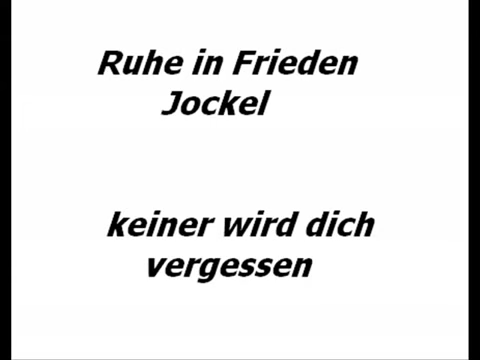 Ruhe in Frieden
Jockel
keiner wird dich
vergessen